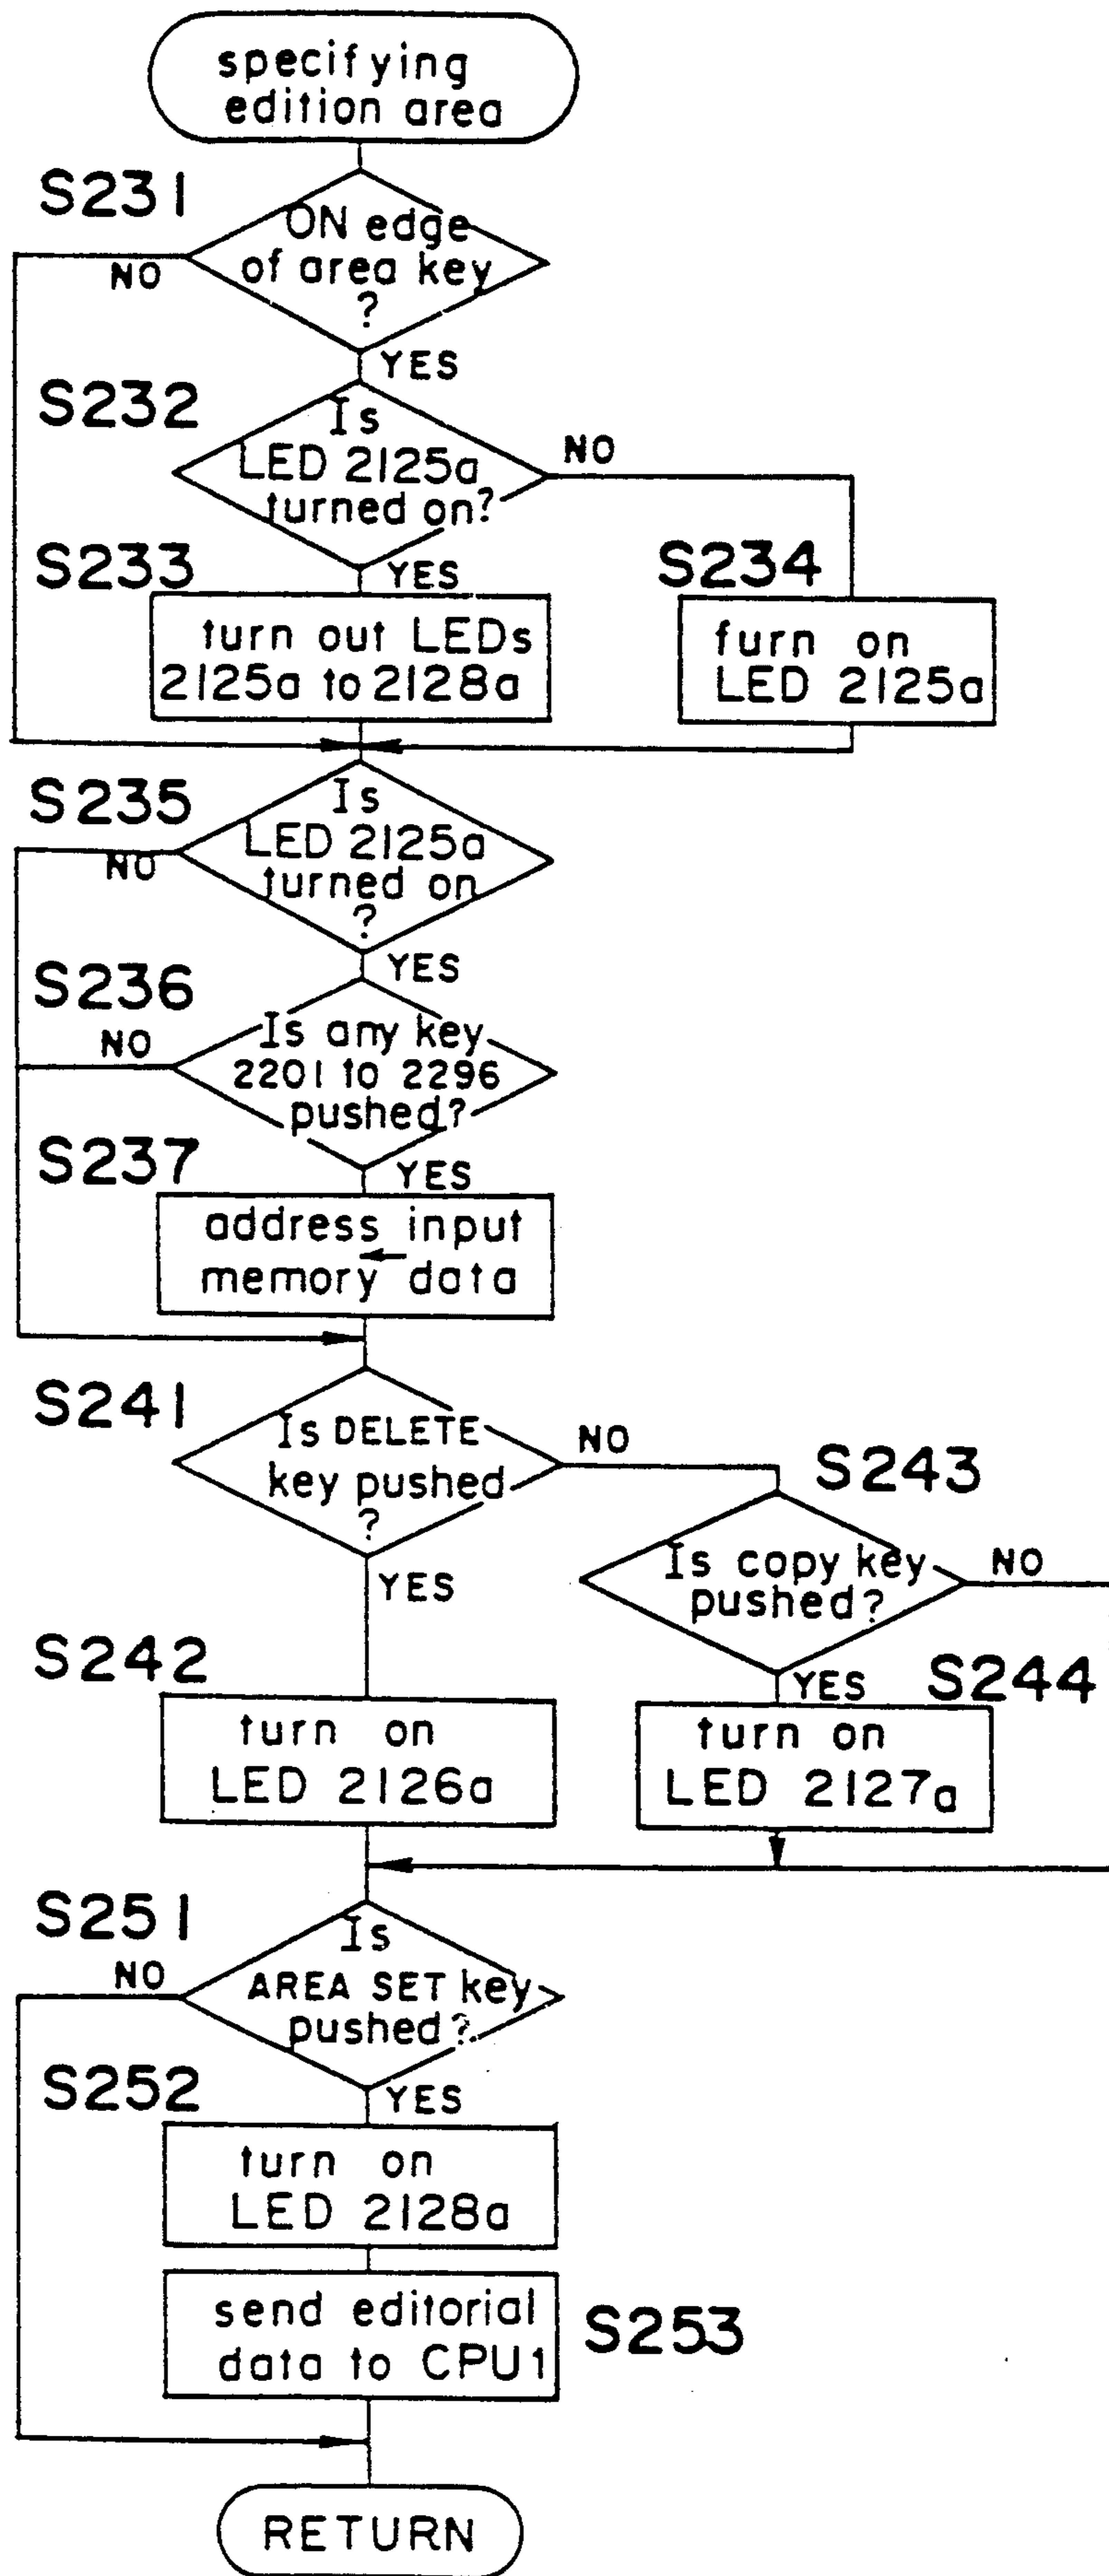 specifying
edition area
S231
ON edge
of area key
?
NO
YES
S232
Is
LED 2125a
turned on?
NO
YES
S233
turn out LEDs
2125a to 2128a
S234
furn on
LED 2125a
S235
Is
LED 2125a
turned on
?
NO
YES
S236
Is any key
2201 to 2296
pushed?
NO
YES
S237
address input
←
memory data
S241
Is DELETE
key pushed
?
NO
YES
S243
Is copy key
pushed?
NO
YES
S242
turn on
LED 2126a
S244
turn on
LED 2127a
S251
Is
AREA SET key
pushed?
NO
YES
S252
turn on
LED 2128a
send editorial
data to CPU1
S253
RETURN